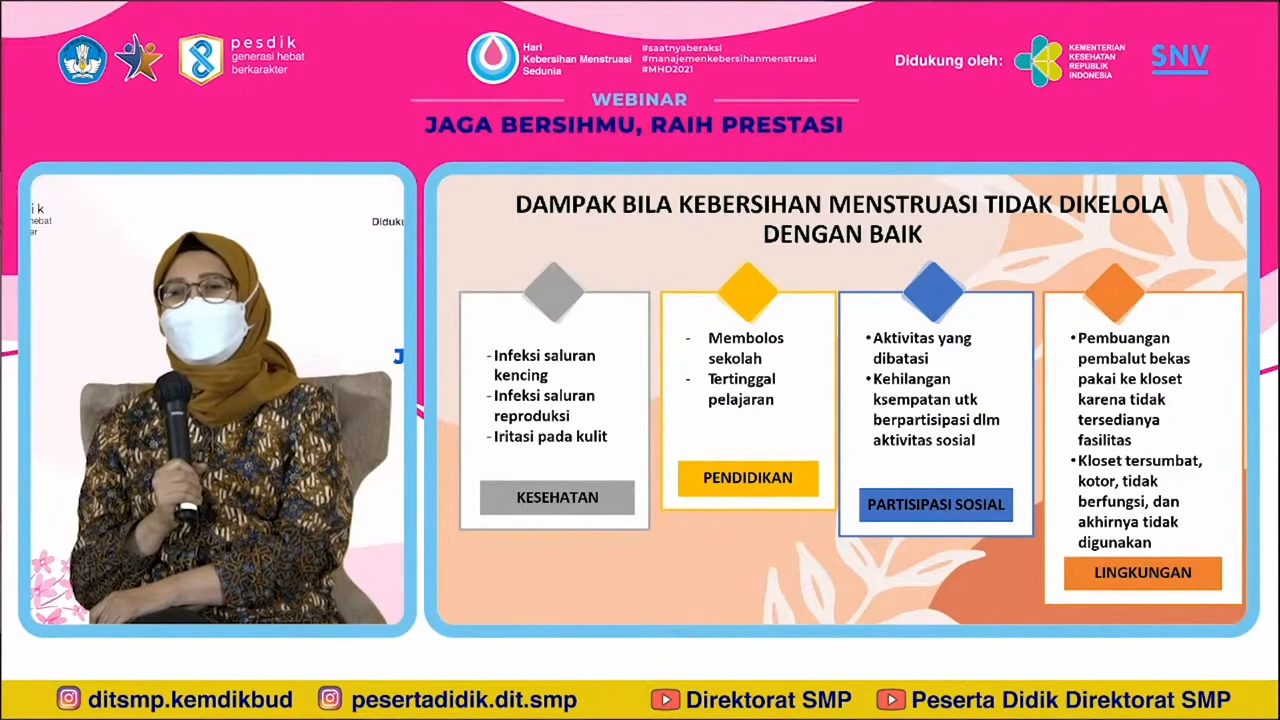 pesdik
generasi hebat
berkarakter
Hari
Kebersihan Menstruasi
Sedunia
#saatnyaberaksi
#manajemenkebersihanmenstruasi
#MHD2021
Didukung oleh:
KEMENTERIAN
KESEHATAN
REPUBLIK
INDONESIA
SNV
WEBINAR
JAGA BERSIHMU, RAIH PRESTASI
ik
hebat
er
Diduku
J
DAMPAK BILA KEBERSIHAN MENSTRUASI TIDAK DIKELOLA
DENGAN BAIK
- Infeksi saluran
kencing
- Infeksi saluran
reproduksi
- Iritasi pada kulit
KESEHATAN
- Membolos
sekolah
- Tertinggal
pelajaran
PENDIDIKAN
•Aktivitas yang
dibatasi
•Kehilangan
ksempatan utk
berpartisipasi dlm
aktivitas sosial
PARTISIPASI SOSIAL
•Pembuangan
pembalut bekas
pakai ke kloset
karena tidak
tersedianya
fasilitas
•Kloset tersumbat,
kotor, tidak
berfungsi, dan
akhirnya tidak
digunakan
LINGKUNGAN
ditsmp.kemdikbud
pesertadidik.dit.smp
Direktorat SMP
Peserta Didik Direktorat SMP